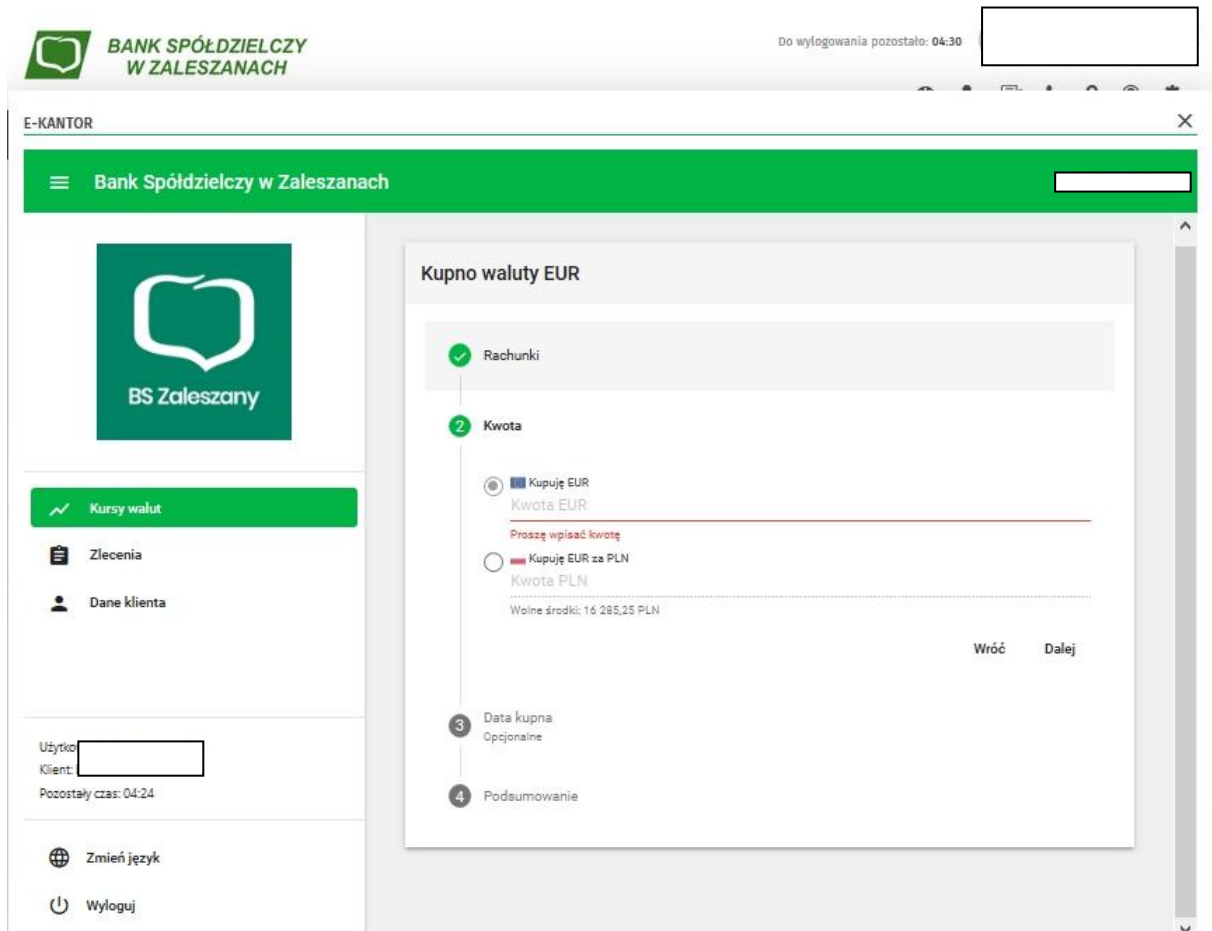 BANK SPÓŁDZIELCZY
W ZALESZANACH
Do wylogowania pozostało: 04:30
E-KANTOR
Bank Spółdzielczy w Zaleszanach
BS Zaleszany
Kursy walut
Zlecenia
Dane klienta
Użytko
Klient:
Pozostały czas: 04:24
Zmień język
Wyloguj
Kupno waluty EUR
Rachunki
2 Kwota
Kupuję EUR
Kwota EUR
Proszę wpisać kwotę
Kupuję EUR za PLN
Kwota PLN
Wolne środki: 16 285,25 PLN
Wróć Dalej
3 Data kupna
Opcjonalne
4 Podsumowanie